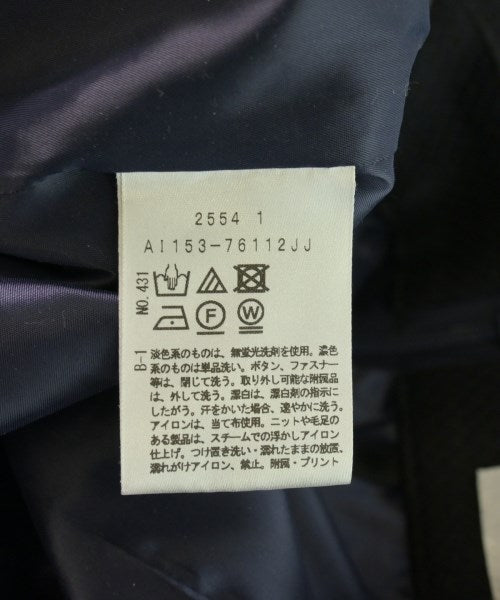 2554 1
AI153-76112JJ
NO.431
F
W
B-1
淡色系のものは、無蛍光洗剤を使用。濃色
系のものは単品洗い。ボタン、ファスナー
等は、閉じて洗う。取り外し可能な附属品
は、外して洗う。漂白は、漂白剤の指示に
したがう。汗をかいた場合、速やかに洗う。
アイロンは、当て布使用。ニットや毛足の
ある製品は、スチームでの浮かしアイロン
仕上げ。つけ置き洗い・濡れたままの放置、
濡れがけアイロン、禁止。附属・プリント